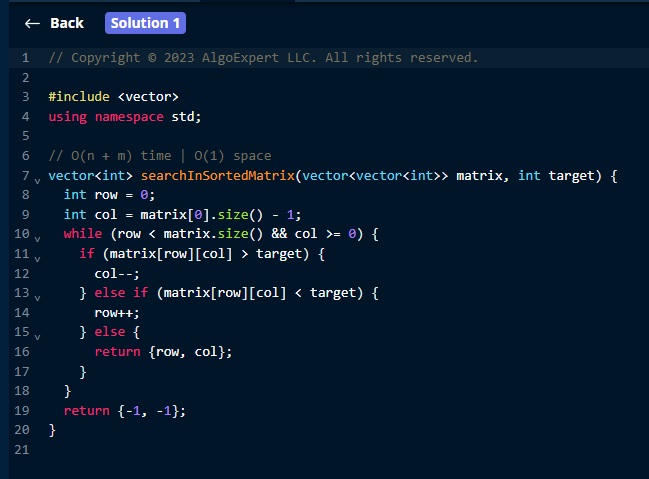 ← Back Solution 1
1 // Copyright © 2023 AlgoExpert LLC. All rights reserved.
2
3 #include <vector>
4 using namespace std;
5
6 // O(n + m) time | O(1) space
7 vector<int> searchInSortedMatrix(vector<vector<int>> matrix, int target) {
8   int row = 0;
9   int col = matrix[0].size() - 1;
10   while (row < matrix.size() && col >= 0) {
11     if (matrix[row][col] > target) {
12       col--;
13     } else if (matrix[row][col] < target) {
14       row++;
15     } else {
16       return {row, col};
17     }
18   }
19   return {-1, -1};
20 }
21